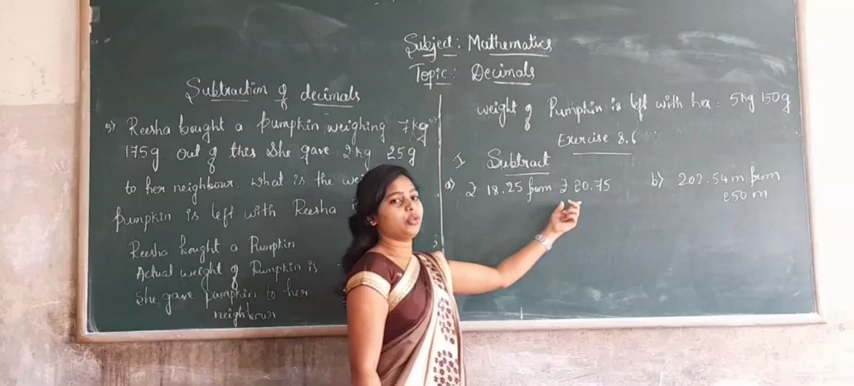 Subject: Mathematics
Topic: Decimals
Subtraction of decimals
5) Reesha bought a pumpkin weighing 7kg
175g out of this she gave 2kg 25g
to her neighbour. what is the
pumpkin is left with Reesha
Reesha bought a Pumpkin
Actual weight of Pumpkin is
She gave pumpkin to her
neighbour
weight of Pumpkin is left with her: 5kg 150g
Exercise 8.6
1. Subtract
a) ₹ 18.25 from ₹ 20.75
b) 202.54 m from
250 m